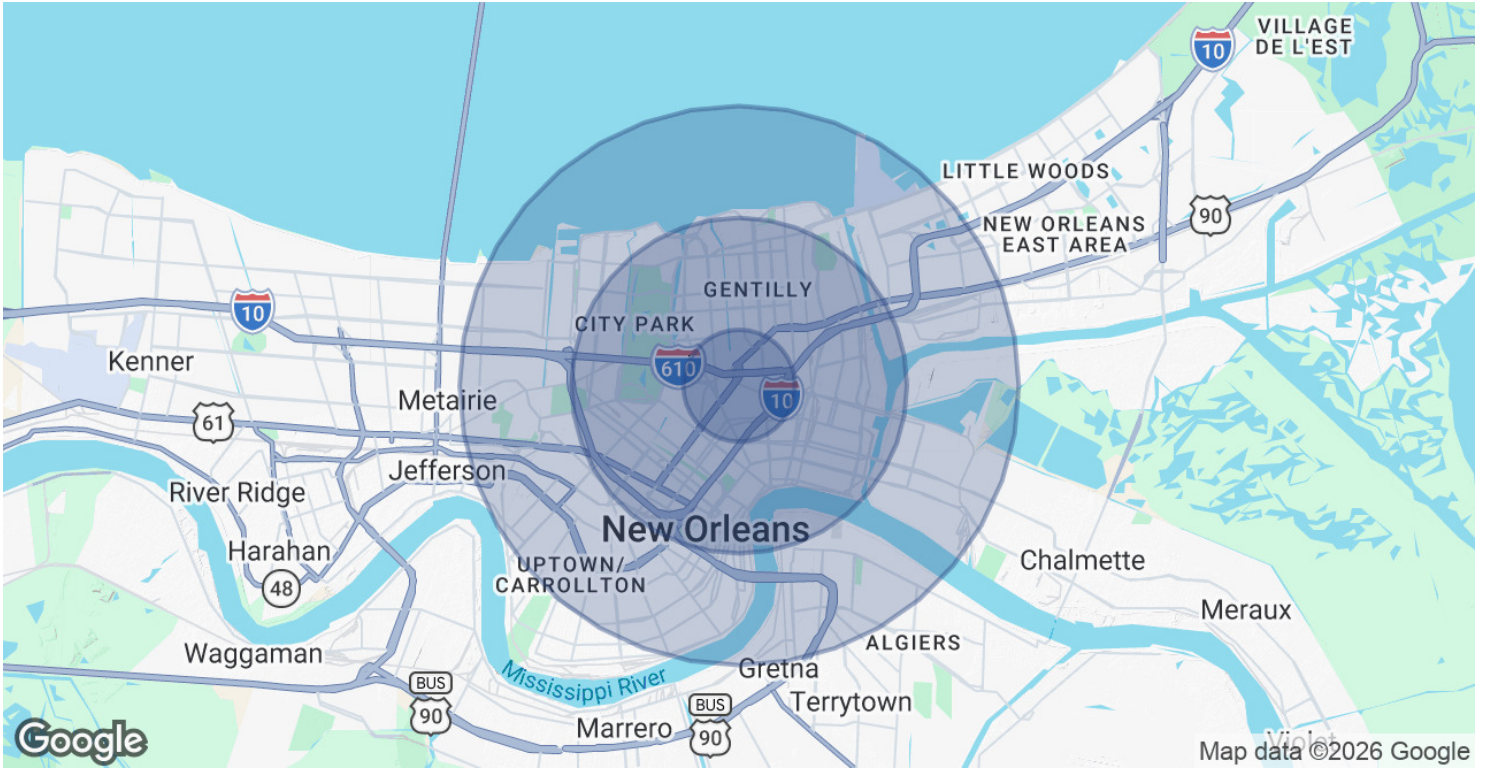 VILLAGE
DE L'EST
10
LITTLE WOODS
90
NEW ORLEANS
EAST AREA
GENTILLY
10
CITY PARK
Kenner
610
10
Metairie
61
Jefferson
River Ridge
New Orleans
Harahan
UPTOWN/
CARROLLTON
48
Chalmette
Meraux
ALGIERS
Waggaman
Gretna
Mississippi River
BUS
90
Terrytown
BUS
90
Marrero
Violet
Google
Map data ©2026 Google